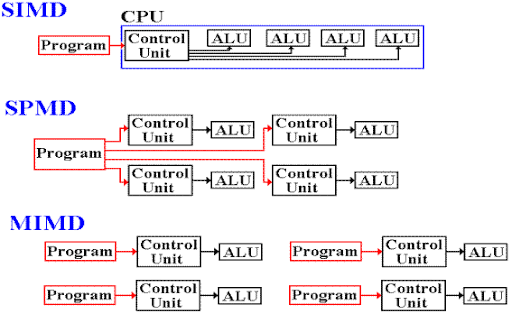 SIMD
CPU
Program
Control
Unit
ALU ALU ALU ALU
SPMD
Program
Control
Unit
ALU
Control
Unit
ALU
Control
Unit
ALU
Control
Unit
ALU
MIMD
Program
Control
Unit
ALU
Program
Control
Unit
ALU
Program
Control
Unit
ALU
Program
Control
Unit
ALU